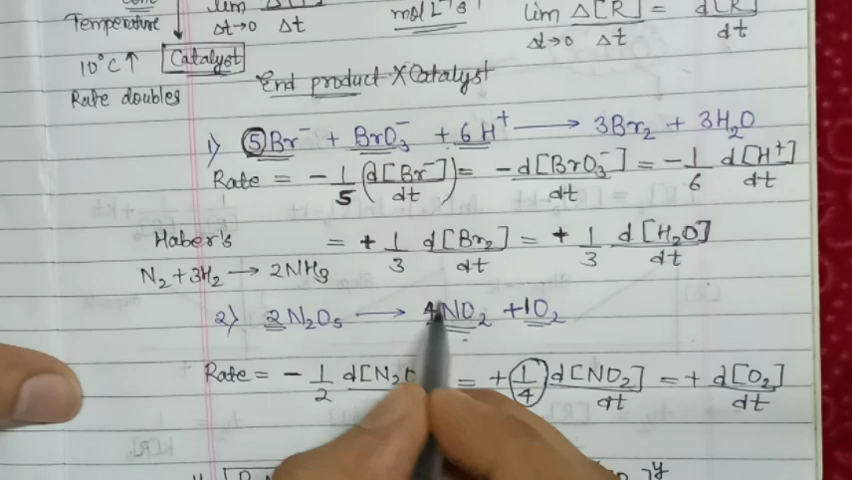 Temperature
lim Δ[
Δt→0 Δt
mol L⁻¹s⁻¹
lim Δ[R] = d[R]
Δt→0 Δt dt
10°C ↑ Catalyst
Rate doubles
End product X Catalyst
1) 5Br⁻ + BrO₃⁻ + 6H⁺ → 3Br₂ + 3H₂O
Rate = - 1/5 (d[Br⁻]/dt) = - d[BrO₃⁻]/dt = - 1/6 d[H⁺]/dt
Haber's = + 1/3 d[Br₂]/dt = + 1/3 d[H₂O]/dt
N₂ + 3H₂ → 2NH₃
2) 2N₂O₅ → 4NO₂ + 1O₂
Rate = - 1/2 d[N₂O = + 1/4 d[NO₂]/dt = + d[O₂]/dt